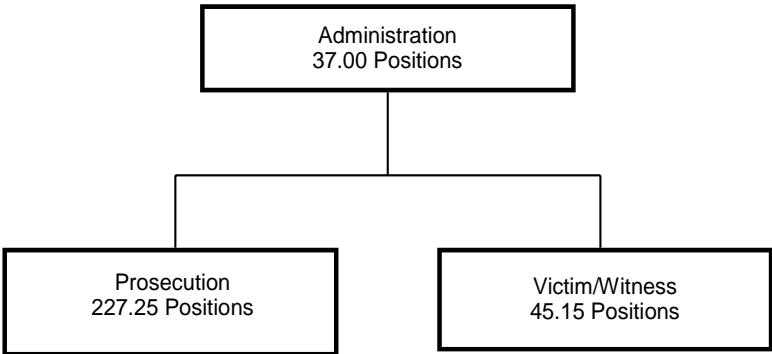 Administration
37.00 Positions
Prosecution
227.25 Positions
Victim/Witness
45.15 Positions